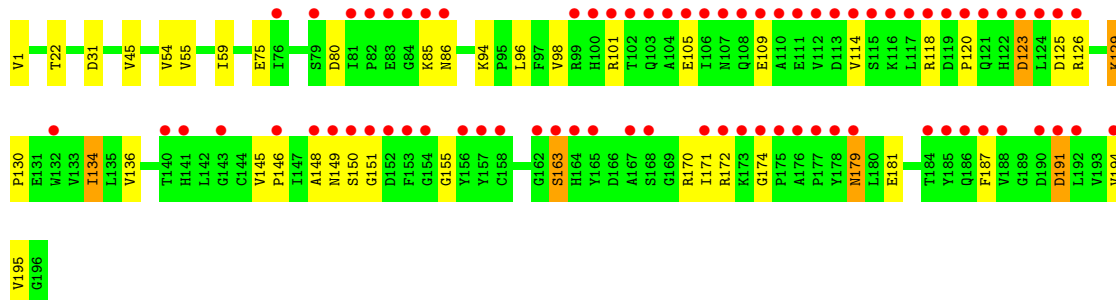 V1 T22 D31 V45 V54 V55 I59 E75 I76 S79 D80 I81 P82 E83 G84 K85 N86 K94 P95 L96 F97 V98 R99 H100 R101 T102 Q103 A104 E105 I106 N107 Q108 E109 A110 E111 V112 D113 V114 S115 K116 L117 R118 D119 P120 Q121 H122 D123 L124 D125 R126 K129
P130 E131 W132 V133 I134 L135 V136 T140 H141 L142 G143 C144 V145 P146 I147 A148 N149 S150 G151 D152 F153 G154 G155 Y156 Y157 C158 G162 S163 H164 Y165 D166 A167 S168 G169 R170 I171 R172 K173 G174 P175 A176 P177 Y178 N179 L180 E181 T184 Y185 Q186 F187 V188 G189 D190 D191 L192 V193 V194
V195 G196